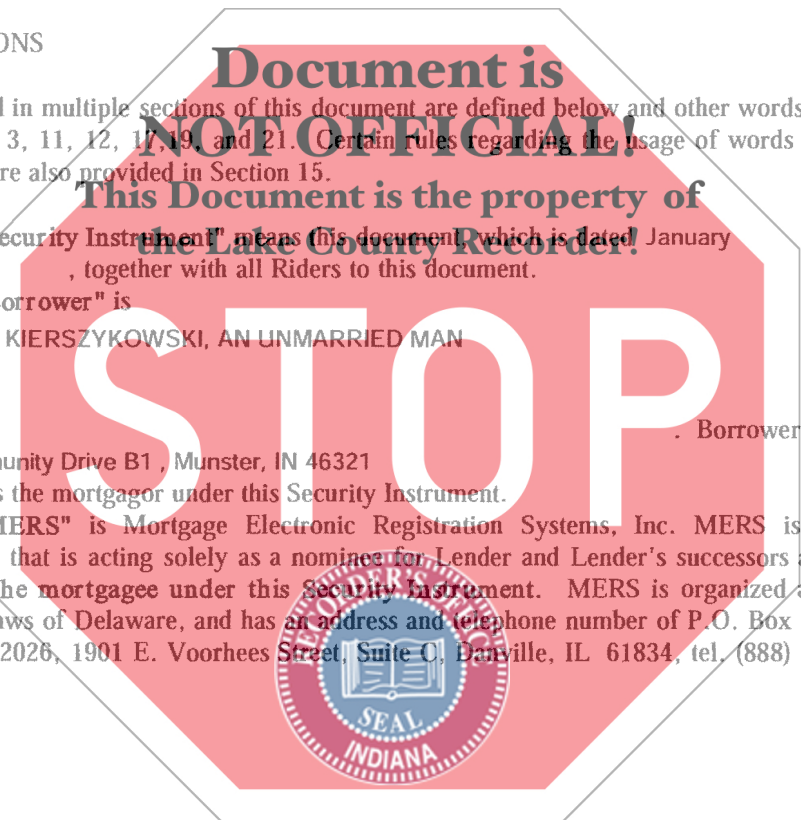 ONS
Document is
in multiple sections of this document are defined below and other words
3, 11, 12, 17,19, and 21. Certain rules regarding the usage of words
NOT OFFICIAL!
re also provided in Section 15.
This Document is the property of
ecurity Instrument" means this document, which is dated January
the Lake County Recorder!
, together with all Riders to this document.
orrower" is
KIERSZYKOWSKI, AN UNMARRIED MAN
STOP
. Borrower
unity Drive B1 , Munster, IN 46321
s the mortgagor under this Security Instrument.
MERS" is Mortgage Electronic Registration Systems, Inc. MERS is
that is acting solely as a nominee for Lender and Lender's successors a
he mortgagee under this Security Instrument. MERS is organized a
aws of Delaware, and has an address and telephone number of P.O. Box
2026, 1901 E. Voorhees Street, Suite C, Danville, IL 61834, tel. (888)
RECORDER'S OFFICE
SEAL
INDIANA